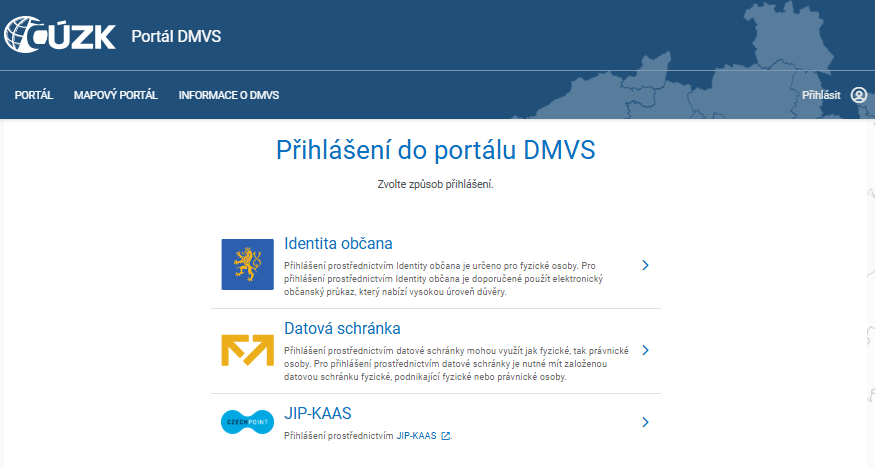 ČÚZK Portál DMVS
PORTÁL MAPOVÝ PORTÁL INFORMACE O DMVS Přihlásit
Přihlášení do portálu DMVS
Zvolte způsob přihlášení.
Identita občana
Přihlášení prostřednictvím Identity občana je určeno pro fyzické osoby. Pro
přihlášení prostřednictvím Identity občana je doporučené použít elektronický
občanský průkaz, který nabízí vysokou úroveň důvěry.
Datová schránka
Přihlášení prostřednictvím datové schránky mohou využít jak fyzické, tak právnické
osoby. Pro přihlášení prostřednictvím datové schránky je nutné mít založenou
datovou schránku fyzické, podnikající fyzické nebo právnické osoby.
CZECH POINT
JIP-KAAS
Přihlášení prostřednictvím JIP-KAAS.